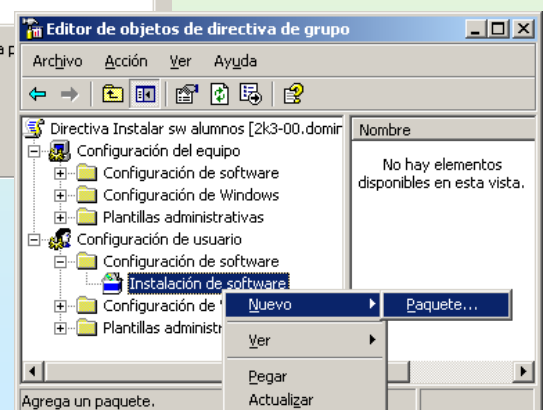 a p
Editor de objetos de directiva de grupo
Archivo Acción Ver Ayuda
Directiva Instalar sw alumnos [2k3-00.domin
Nombre
Configuración del equipo
No hay elementos
disponibles en esta vista.
Configuración de software
Configuración de Windows
Plantillas administrativas
Configuración de usuario
Configuración de software
Instalación de software
Configuración de '
Nuevo
Paquete...
Plantillas administr
Ver
Pegar
Actualizar
Agrega un paquete.